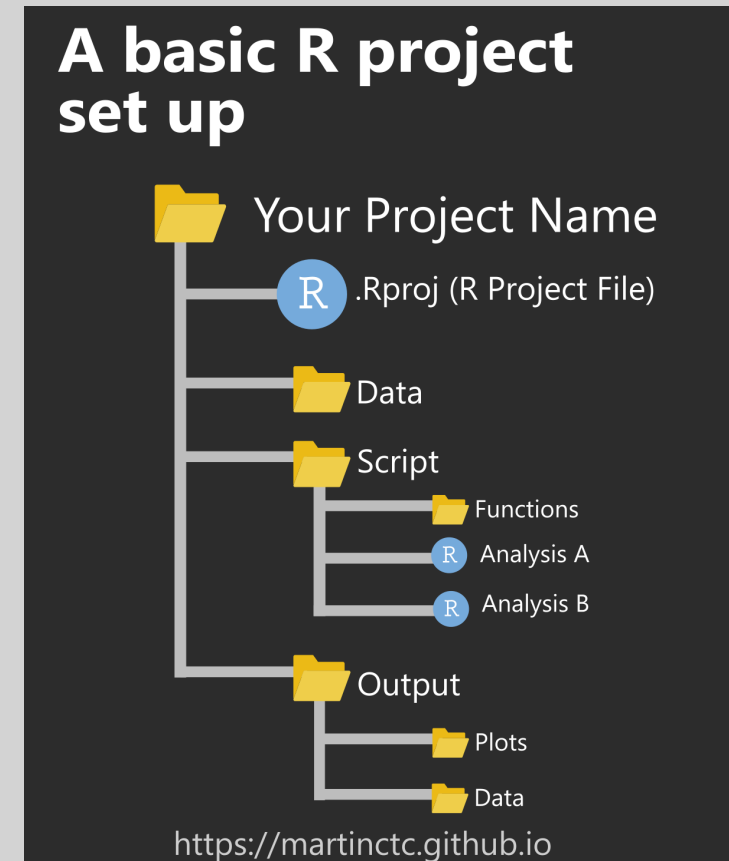 A basic R project
set up
Your Project Name
R .Rproj (R Project File)
Data
Script
Functions
R Analysis A
R Analysis B
Output
Plots
Data
https://martinctc.github.io